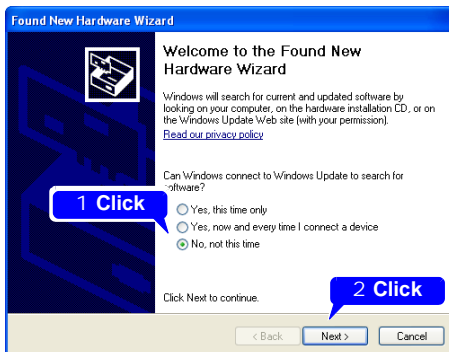 Found New Hardware Wizard
Welcome to the Found New
Hardware Wizard
Windows will search for current and updated software by
looking on your computer, on the hardware installation CD, or on
the Windows Update Web site (with your permission).
Read our privacy policy
Can Windows connect to Windows Update to search for
software?
1 Click
Yes, this time only
Yes, now and every time I connect a device
No, not this time
2 Click
Click Next to continue.
< Back
Next >
Cancel